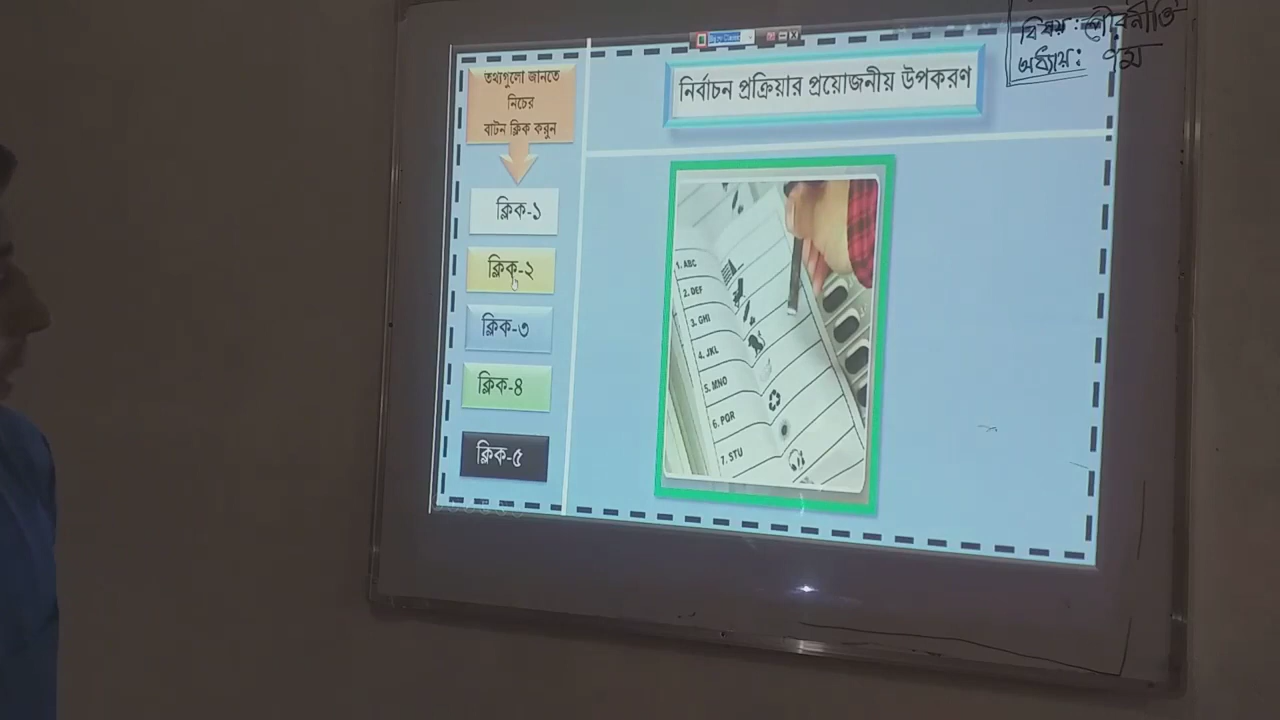 বিষয় : পৌরনীতি
অধ্যায় : ৭ম
নির্বাচন প্রক্রিয়ার প্রয়োজনীয় উপকরণ
তথ্যগুলো জানতে
নিচের
বাটন ক্লিক করুন
ক্লিক-১
ক্লিক-২
ক্লিক-৩
ক্লিক-৪
ক্লিক-৫
1. ABC
2. DEF
3. GHI
4. JKL
5. MNO
6. PQR
7. STU